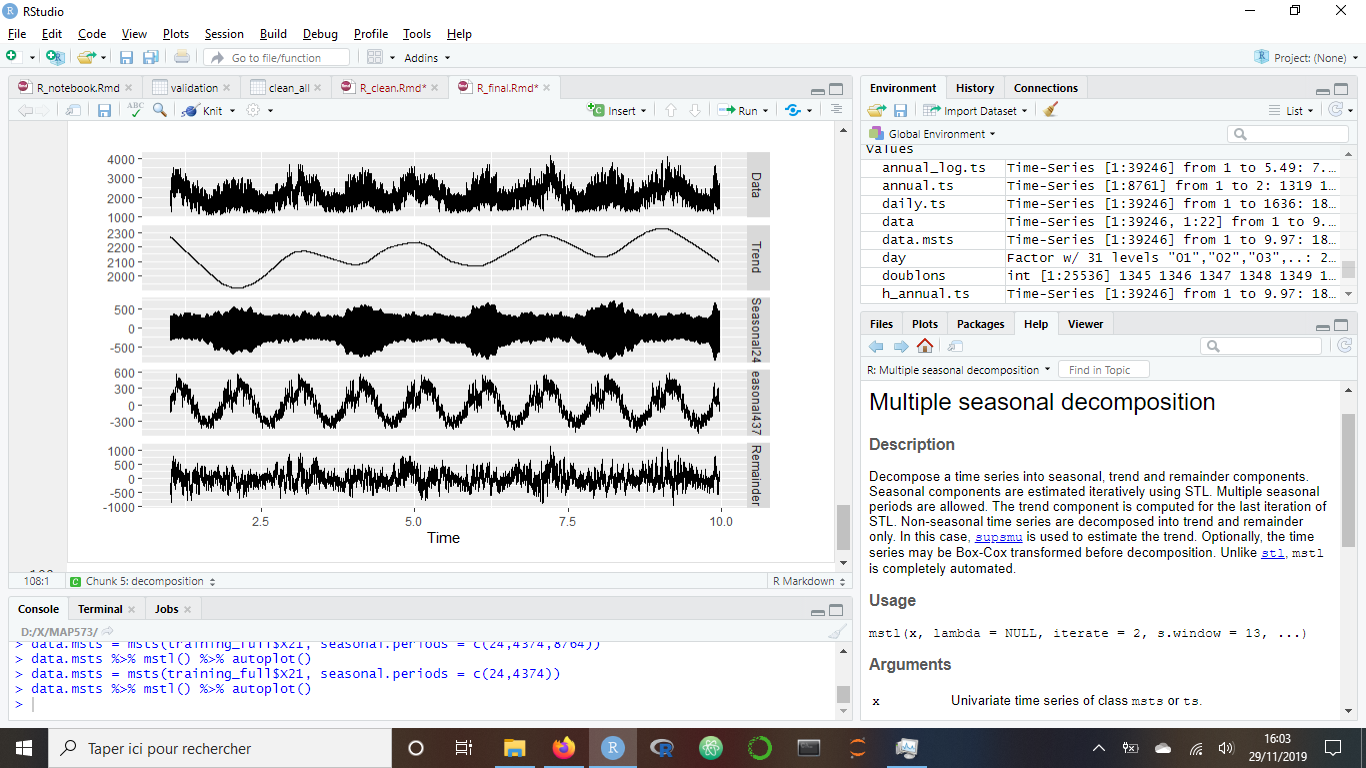 RStudio
File Edit Code View Plots Session Build Debug Profile Tools Help
Go to file/function
Addins
Project: (None)
R_notebook.Rmd
validation
clean_all
R_clean.Rmd*
R_final.Rmd*
ABC
Knit
Insert
Run
4000
3000
2000
1000
Data
2300
2200
2100
2000
Trend
500
0
-500
Seasonal24
600
300
0
-300
easonal437
1000
500
0
-500
-1000
Remainder
2.5 5.0 7.5 10.0
Time
108:1 Chunk 5: decomposition R Markdown
Console Terminal Jobs
D:/X/MAP573/
> data.msts = msts(training_full$X21, seasonal.periods = c(24,4374,8764))
> data.msts %>% mstl() %>% autoplot()
> data.msts = msts(training_full$X21, seasonal.periods = c(24,4374))
> data.msts %>% mstl() %>% autoplot()
>
Environment History Connections
Import Dataset
List
Global Environment
Values
annual_log.ts Time-Series [1:39246] from 1 to 5.49: 7.…
annual.ts Time-Series [1:8761] from 1 to 2: 1319 1…
daily.ts Time-Series [1:39246] from 1 to 1636: 18…
data Time-Series [1:39246, 1:22] from 1 to 9.…
data.msts Time-Series [1:39246] from 1 to 9.97: 18…
day Factor w/ 31 levels "01","02","03",..: 2…
doublons int [1:25536] 1345 1346 1347 1348 1349 1…
h_annual.ts Time-Series [1:39246] from 1 to 9.97: 18…
Files Plots Packages Help Viewer
R: Multiple seasonal decomposition
Find in Topic
Multiple seasonal decomposition
Description
Decompose a time series into seasonal, trend and remainder components.
Seasonal components are estimated iteratively using STL. Multiple seasonal
periods are allowed. The trend component is computed for the last iteration of
STL. Non-seasonal time series are decomposed into trend and remainder
only. In this case, supsmu is used to estimate the trend. Optionally, the time
series may be Box-Cox transformed before decomposition. Unlike stl, mstl
is completely automated.
Usage
mstl(x, lambda = NULL, iterate = 2, s.window = 13, ...)
Arguments
x Univariate time series of class msts or ts.
Taper ici pour rechercher
16:03
29/11/2019